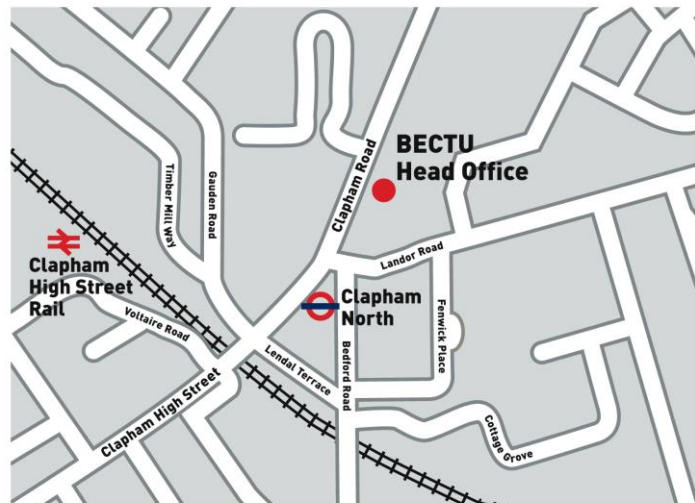 BECTU
Head Office
Clapham Road
Gauden Road
Timber Mill Way
Landor Road
Clapham
High Street
Rail
Clapham
North
Voltaire Road
Fenwick Place
Bedford Road
Lendal Terrace
Clapham High Street
Cottage Grove